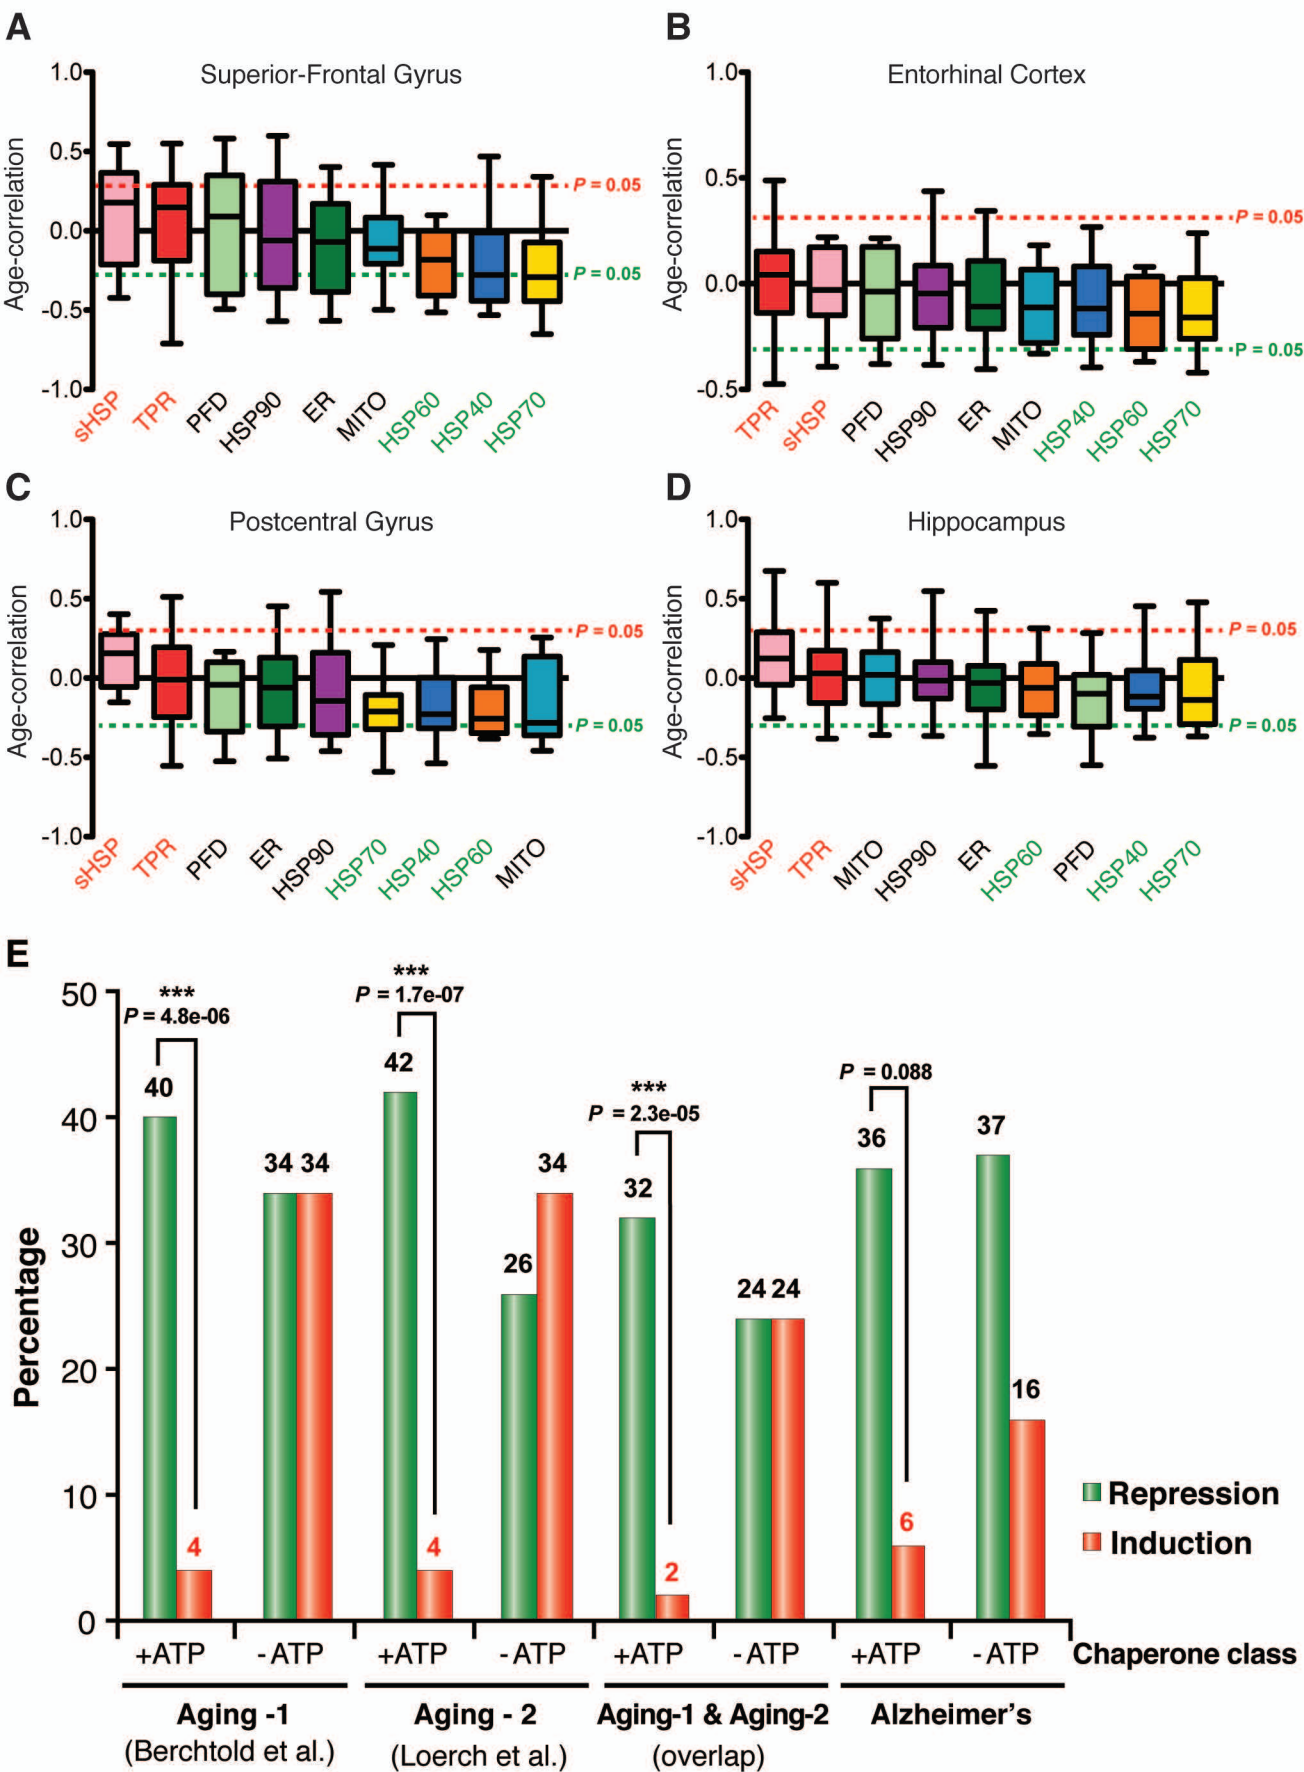 A
Superior-Frontal Gyrus
Age-correlation
1.0
0.5
0.0
-0.5
-1.0
P = 0.05
P = 0.05
sHSP TPR PFD HSP90 ER MITO HSP60 HSP40 HSP70
B
Entorhinal Cortex
Age-correlation
1.0
0.5
0.0
-0.5
P = 0.05
P = 0.05
TPR sHSP PFD HSP90 ER MITO HSP40 HSP60 HSP70
C
Postcentral Gyrus
Age-correlation
1.0
0.5
0.0
-0.5
-1.0
P = 0.05
P = 0.05
sHSP TPR PFD ER HSP90 HSP70 HSP40 HSP60 MITO
D
Hippocampus
Age-correlation
1.0
0.5
0.0
-0.5
-1.0
P = 0.05
P = 0.05
sHSP TPR MITO HSP90 ER HSP60 PFD HSP40 HSP70
E
Percentage
50
40
30
20
10
0
***
P = 4.8e-06
40
4
34 34
***
P = 1.7e-07
42
4
26
34
***
P = 2.3e-05
32
2
24 24
P = 0.088
36
6
37
16
Repression
Induction
+ATP - ATP +ATP - ATP +ATP - ATP +ATP - ATP Chaperone class
Aging -1 Aging - 2 Aging-1 & Aging-2 Alzheimer's
(Berchtold et al.) (Loerch et al.) (overlap)